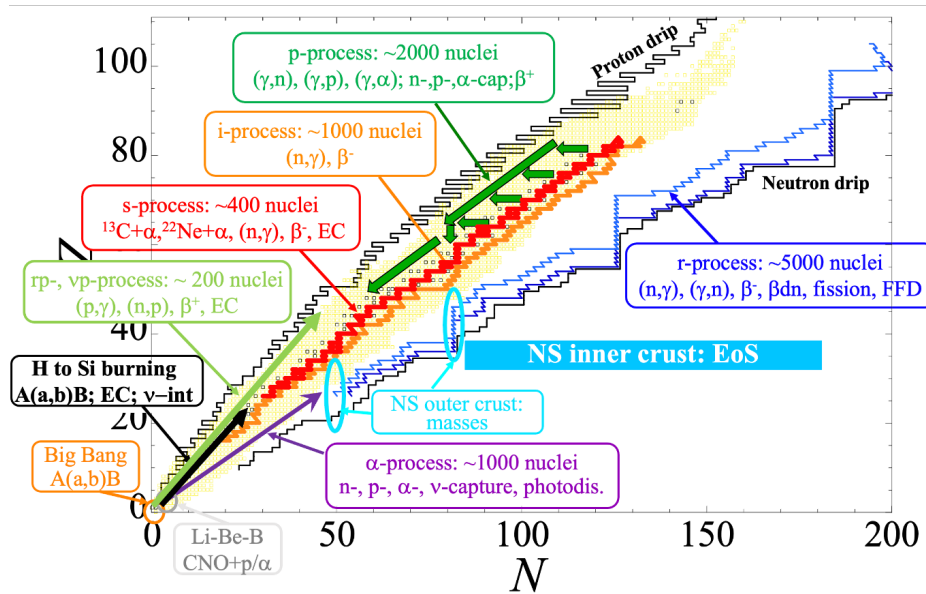 p-process: ~2000 nuclei
(γ,n), (γ,p), (γ,α); n-,p-,α-cap;β⁺
Proton drip
i-process: ~1000 nuclei
(n,γ), β⁻
s-process: ~400 nuclei
¹³C+α,²²Ne+α, (n,γ), β⁻, EC
rp-, νp-process: ~ 200 nuclei
(p,γ), (n,p), β⁺, EC
H to Si burning
A(a,b)B; EC; ν−int
Big Bang
A(a,b)B
Li-Be-B
CNO+p/α
Neutron drip
r-process: ~5000 nuclei
(n,γ), (γ,n), β⁻, βdn, fission, FFD
NS inner crust: EoS
NS outer crust:
masses
α-process: ~1000 nuclei
n-, p-, α-, ν-capture, photodis.
100
80
60
40
20
0
0
50
100
150
200
N